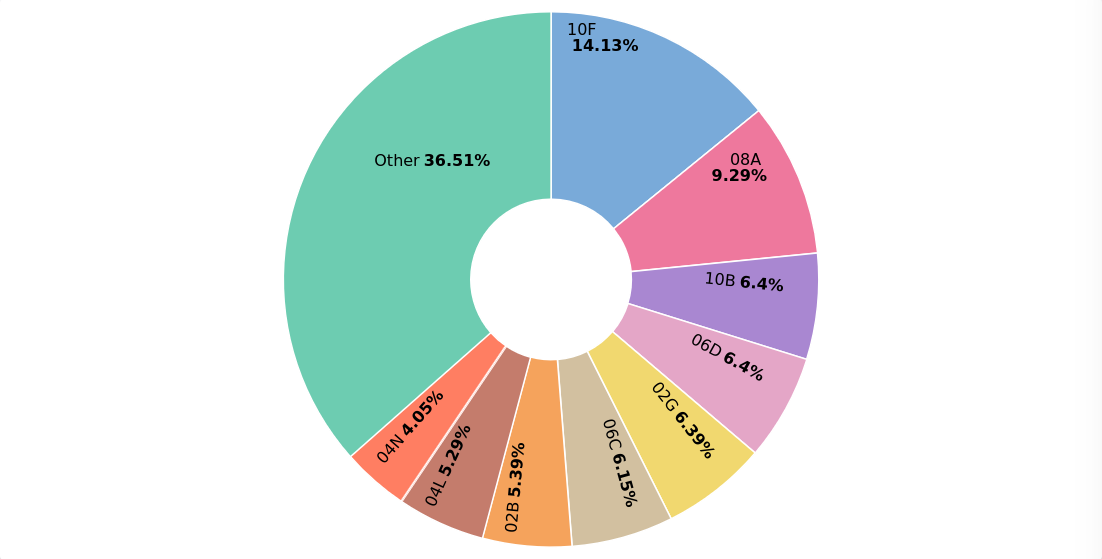 10F
14.13%
08A
9.29%
10B 6.4%
06D 6.4%
02G 6.39%
06C 6.15%
02B 5.39%
04L 5.29%
04N 4.05%
Other 36.51%